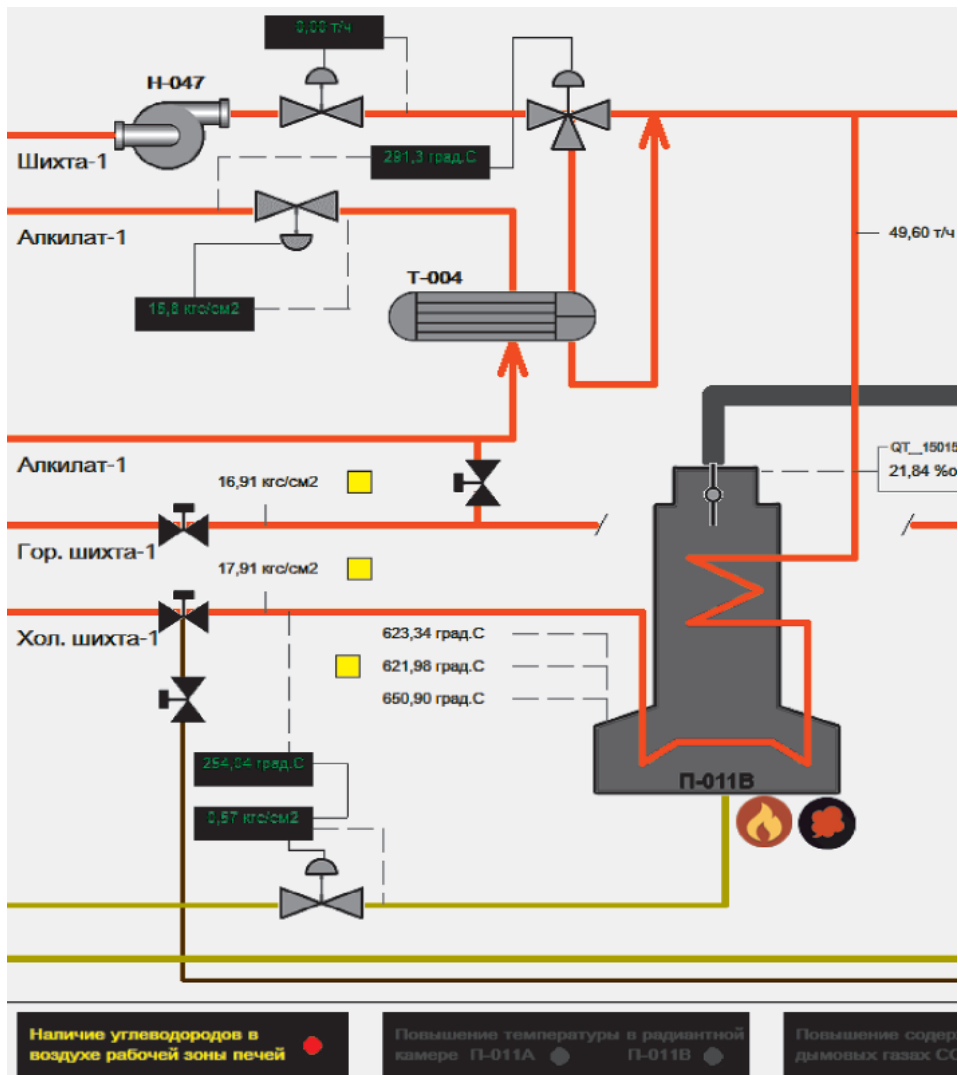 0,00 т/ч
Н-047
Шихта-1
291,3 град.С
Алкилат-1
49,60 т/ч
Т-004
15,8 кгс/см2
Алкилат-1
QT__15015
16,91 кгс/см2
21,84 %о
Гор. шихта-1
17,91 кгс/см2
Хол. шихта-1
623,34 град.С
621,98 град.С
650,90 град.С
254,84 град.С
П-011В
0,57 кгс/см2
Наличие углеводородов в
воздухе рабочей зоны печей
Повышение температуры в радиантной
камере П-011А П-011В
Повышение содер
дымовых газах СО